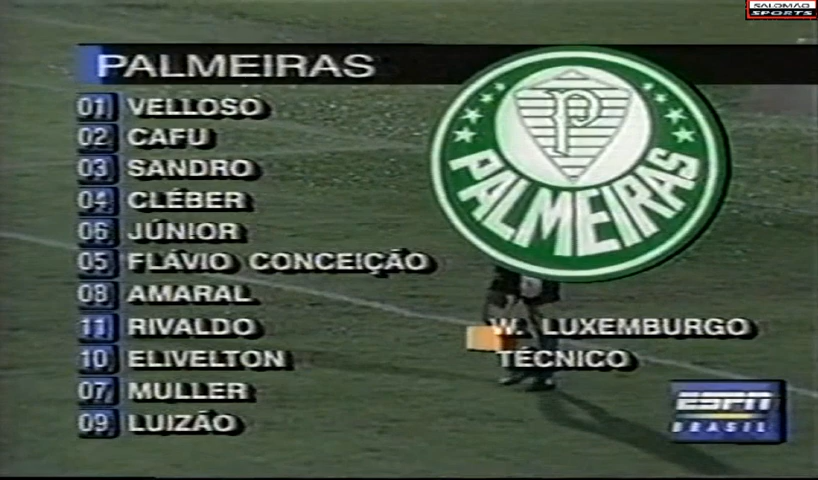 SALOMÃO
SPORTS
PALMEIRAS
P
PALMEIRAS
01 VELLOSO
02 CAFU
03 SANDRO
04 CLÉBER
06 JÚNIOR
05 FLÁVIO CONCEIÇÃO
08 AMARAL
11 RIVALDO
10 ELIVELTON
07 MULLER
09 LUIZÃO
W. LUXEMBURGO
TÉCNICO
ESPN
BRASIL